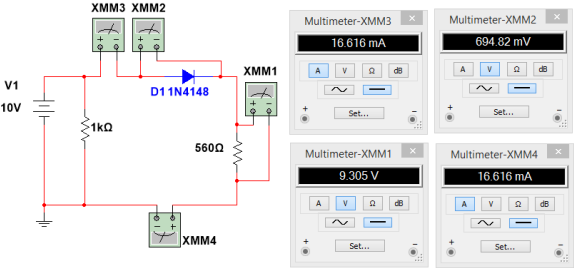 XMM3 XMM2
V1
10V
1kΩ
D1 1N4148
XMM1
560Ω
XMM4
Multimeter-XMM3
16.616 mA
A V Ω dB
Set...
+ -
Multimeter-XMM2
694.82 mV
A V Ω dB
Set...
+ -
Multimeter-XMM1
9.305 V
A V Ω dB
Set...
+ -
Multimeter-XMM4
16.616 mA
A V Ω dB
Set...
+ -